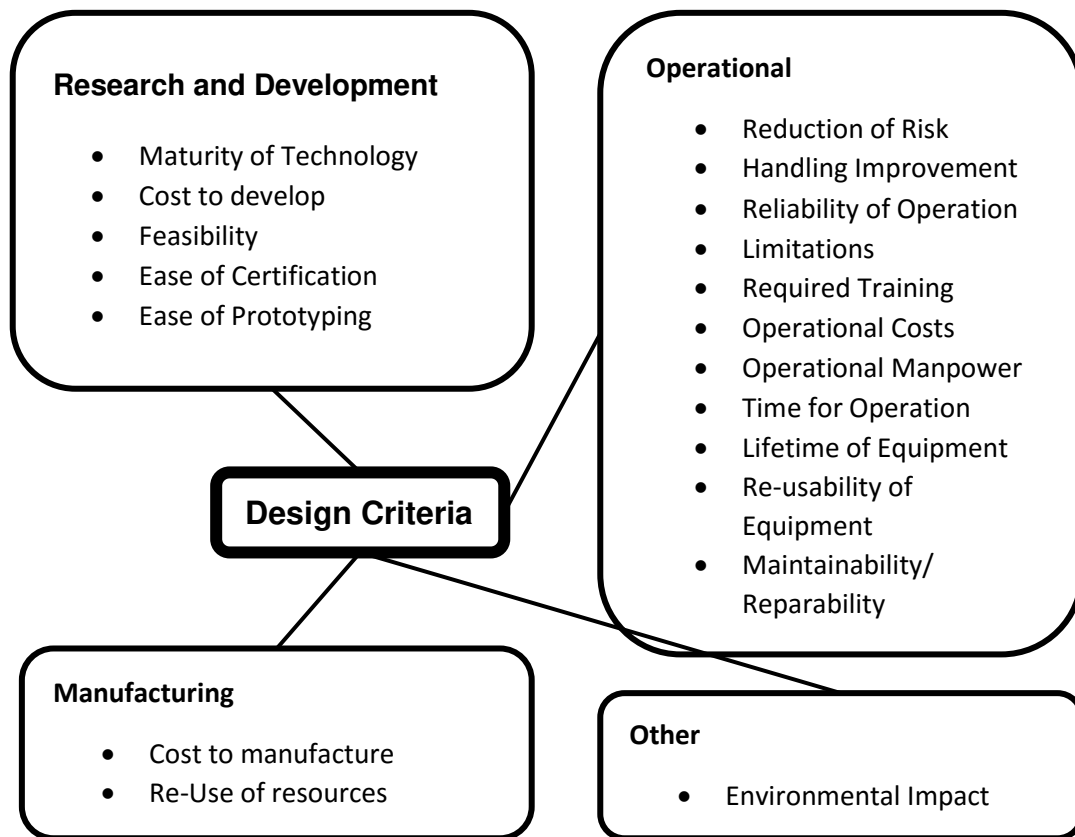 Research and Development
• Maturity of Technology
• Cost to develop
• Feasibility
• Ease of Certification
• Ease of Prototyping
Operational
• Reduction of Risk
• Handling Improvement
• Reliability of Operation
• Limitations
• Required Training
• Operational Costs
• Operational Manpower
• Time for Operation
• Lifetime of Equipment
• Re-usability of
Equipment
• Maintainability/
Reparability
Design Criteria
Manufacturing
• Cost to manufacture
• Re-Use of resources
Other
• Environmental Impact